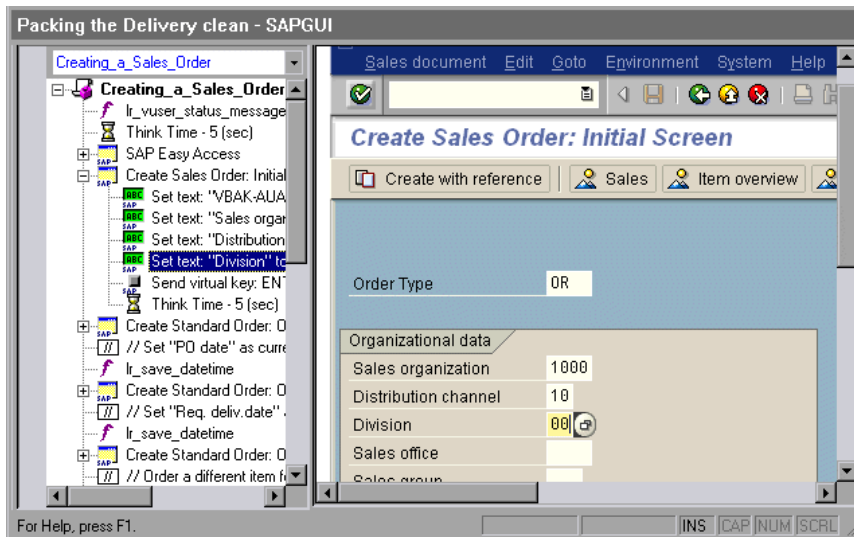 Packing the Delivery clean - SAPGUI
Creating_a_Sales_Order
Creating_a_Sales_Order
lr_vuser_status_message
Think Time - 5 (sec)
SAP Easy Access
Create Sales Order: Initial
Set text: "VBAK-AUA
Set text: "Sales organ
Set text: "Distribution
Set text: "Division" to
Send virtual key: ENT
Think Time - 5 (sec)
Create Standard Order: O
// Set "PO date" as curre
lr_save_datetime
Create Standard Order: O
// Set "Req. deliv.date"
lr_save_datetime
Create Standard Order: O
// Order a different item f
Sales document Edit Goto Environment System Help
Create Sales Order: Initial Screen
Create with reference Sales Item overview
Order Type OR
Organizational data
Sales organization 1000
Distribution channel 10
Division 00
Sales office
Sales group
For Help, press F1.
INS CAP NUM SCRL